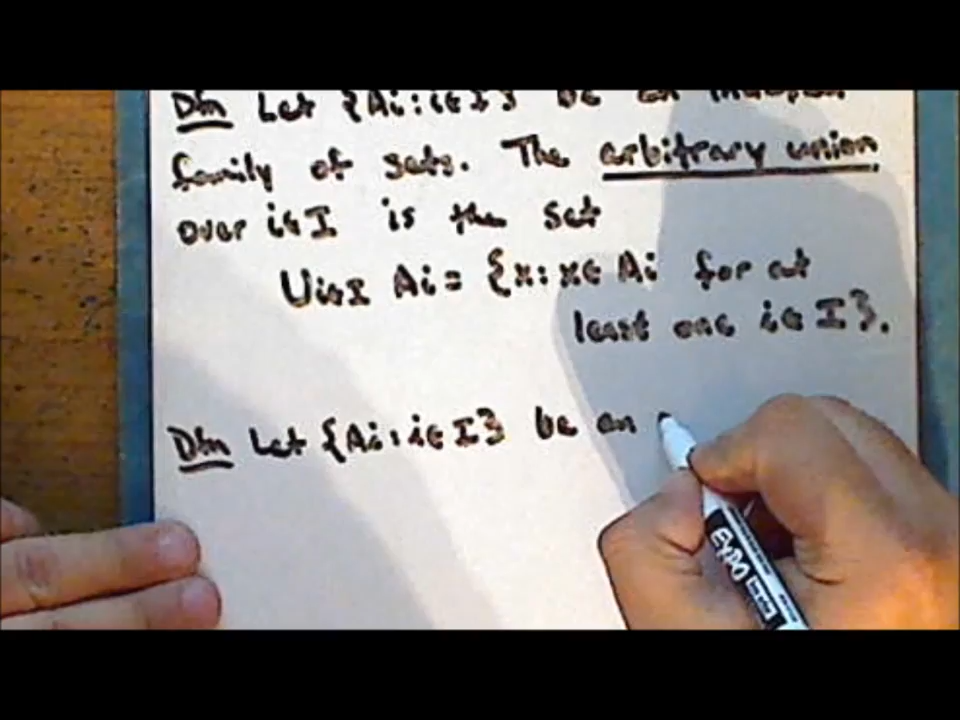 Dfn Let {Ai : i∈I} be an indexed
family of sets. The arbitrary union
over i∈I is the set
∪i∈I Ai = {x : x∈ Ai for at
least one i∈I}.
Dfn Let {Ai : i∈I} be an
EXPO